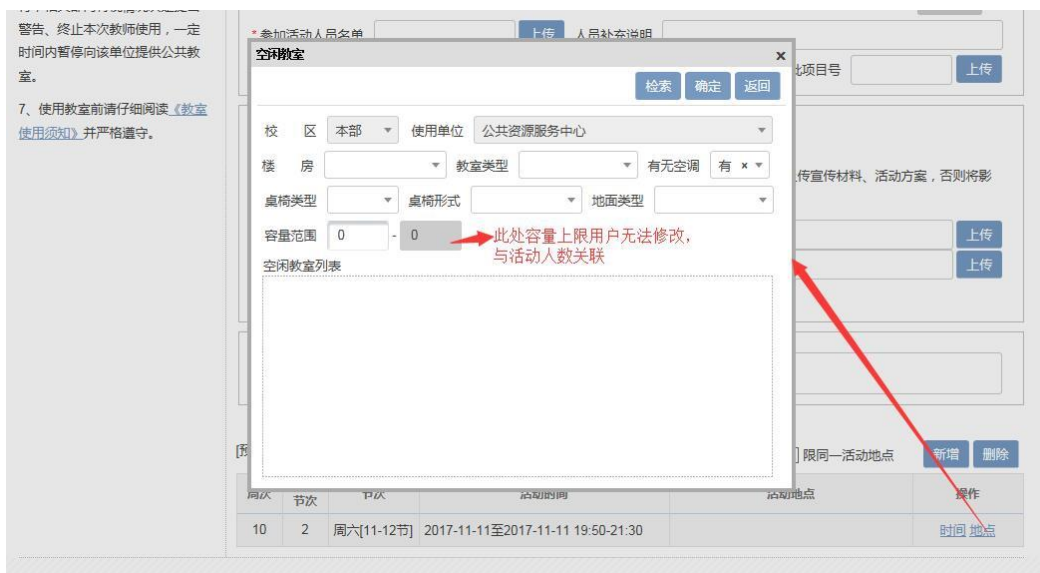 警告、终止本次教师使用，一定
时间内暂停向该单位提供公共教
室。
7、使用教室前请仔细阅读《教室
使用须知》并严格遵守。
*参加活动人员名单 上传 人员补充说明
空闲教室 x
检索 确定 返回
校 区 本部 使用单位 公共资源服务中心
楼 房 教室类型 有无空调 有 ×
桌椅类型 桌椅形式 地面类型
容量范围 0 - 0 此处容量上限用户无法修改，
与活动人数关联
空闲教室列表
项目号 上传
传宣传材料、活动方案，否则将影
上传
上传
限同一活动地点 新增 删除
周次 节次 节次 活动时间 活动地点 操作
10 2 周六[11-12节] 2017-11-11至2017-11-11 19:50-21:30 时间 地点